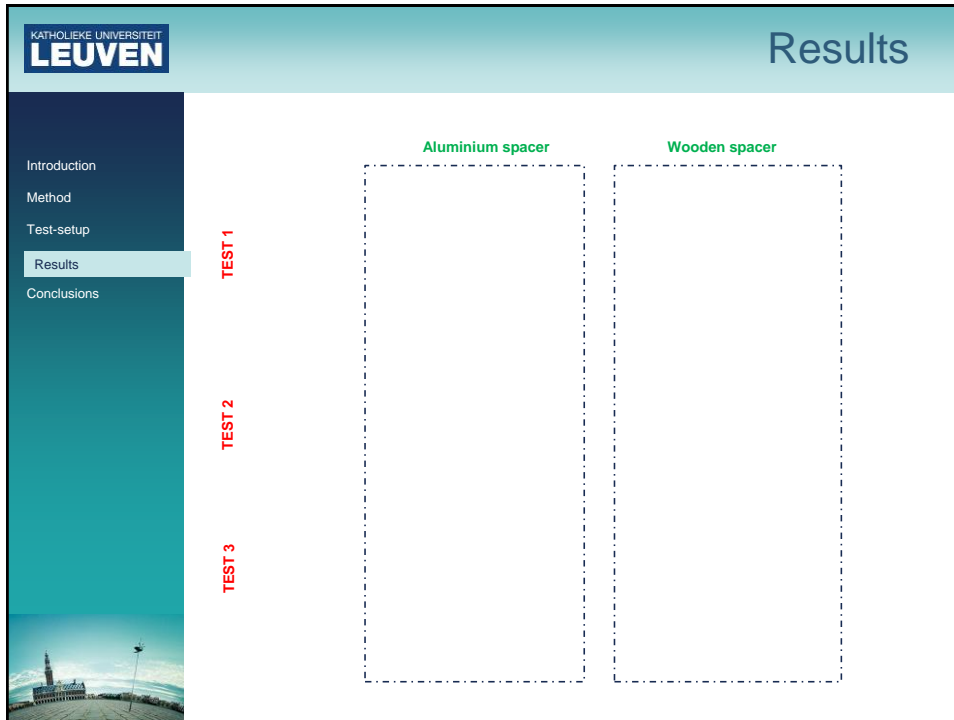 KATHOLIEKE UNIVERSITEIT
LEUVEN
Results
Introduction
Method
Test-setup
Results
Conclusions
Aluminium spacer
Wooden spacer
TEST 1
TEST 2
TEST 3